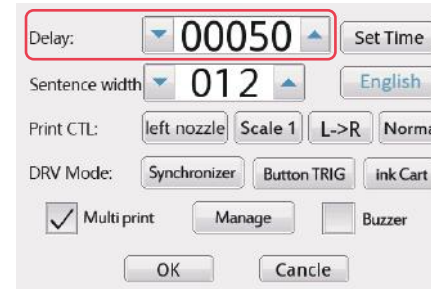 Delay: 00050 Set Time
Sentence width 012 English
Print CTL: left nozzle Scale 1 L->R Norma
DRV Mode: Synchronizer Button TRIG ink Cart
Multi print Manage Buzzer
OK Cancle